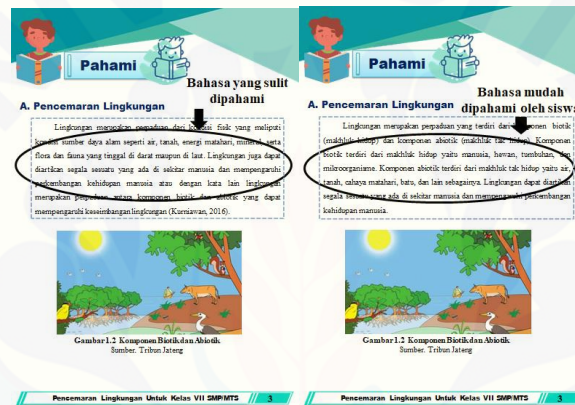 Pahami
Bahasa yang sulit
dipahami
A. Pencemaran Lingkungan
Lingkungan merupakan perpaduan dari kondisi fisik yang meliputi
kondisi sumber daya alam seperti air, tanah, energi matahari, mineral, serta
flora dan fauna yang tinggal di darat maupun di laut. Lingkungan juga dapat
diartikan segala sesuatu yang ada di sekitar manusia dan mempengaruhi
perkembangan kehidupan manusia atau dengan kata lain lingkungan
merupakan perpaduan antara komponen biotik dan abiotik yang dapat
mempengaruhi keseimbangan lingkungan (Kurniawan, 2016).
Gambar 1.2 Komponen Biotik dan Abiotik
Sumber. Tribun Jateng
Pencemaran Lingkungan Untuk Kelas VII SMP/MTS 3
Pahami
Bahasa mudah
dipahami oleh siswa
A. Pencemaran Lingkungan
Lingkungan merupakan perpaduan yang terdiri dari komponen biotik
(makhluk hidup) dan komponen abiotik (makhluk tak hidup). Komponen
biotik terdiri dari makhluk hidup yaitu manusia, hewan, tumbuhan, dan
mikroorganisme. Komponen abiotik terdiri dari makhluk tak hidup yaitu air,
tanah, cahaya matahari, batu, dan lain sebagainya. Lingkungan dapat diartikan
segala sesuatu yang ada di sekitar manusia dan mempengaruhi perkembangan
kehidupan manusia.
Gambar 1.2 Komponen Biotik dan Abiotik
Sumber. Tribun Jateng
Pencemaran Lingkungan Untuk Kelas VII SMP/MTS 3